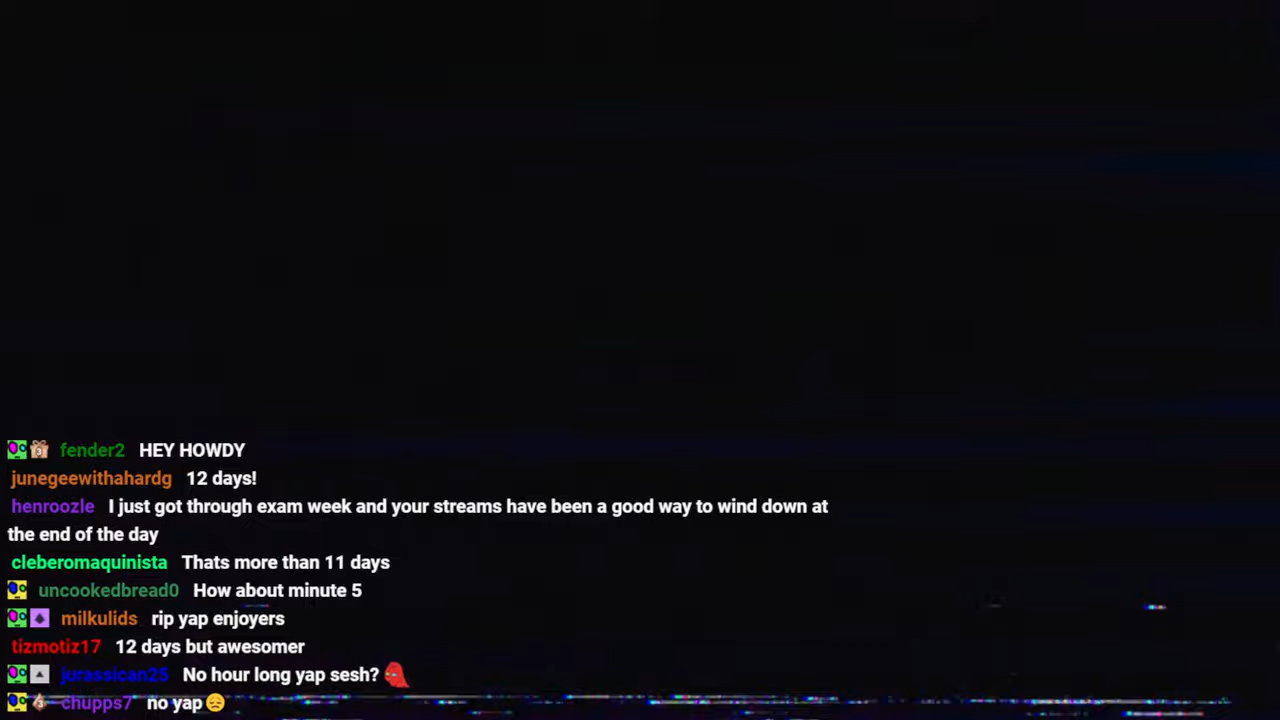 fender2 HEY HOWDY
junegeewithahardg 12 days!
henroozle I just got through exam week and your streams have been a good way to wind down at
the end of the day
cleberomaquinista Thats more than 11 days
uncookedbread0 How about minute 5
milkulids rip yap enjoyers
tizmotiz17 12 days but awesomer
jurassican25 No hour long yap sesh?
chupps7 no yap😔